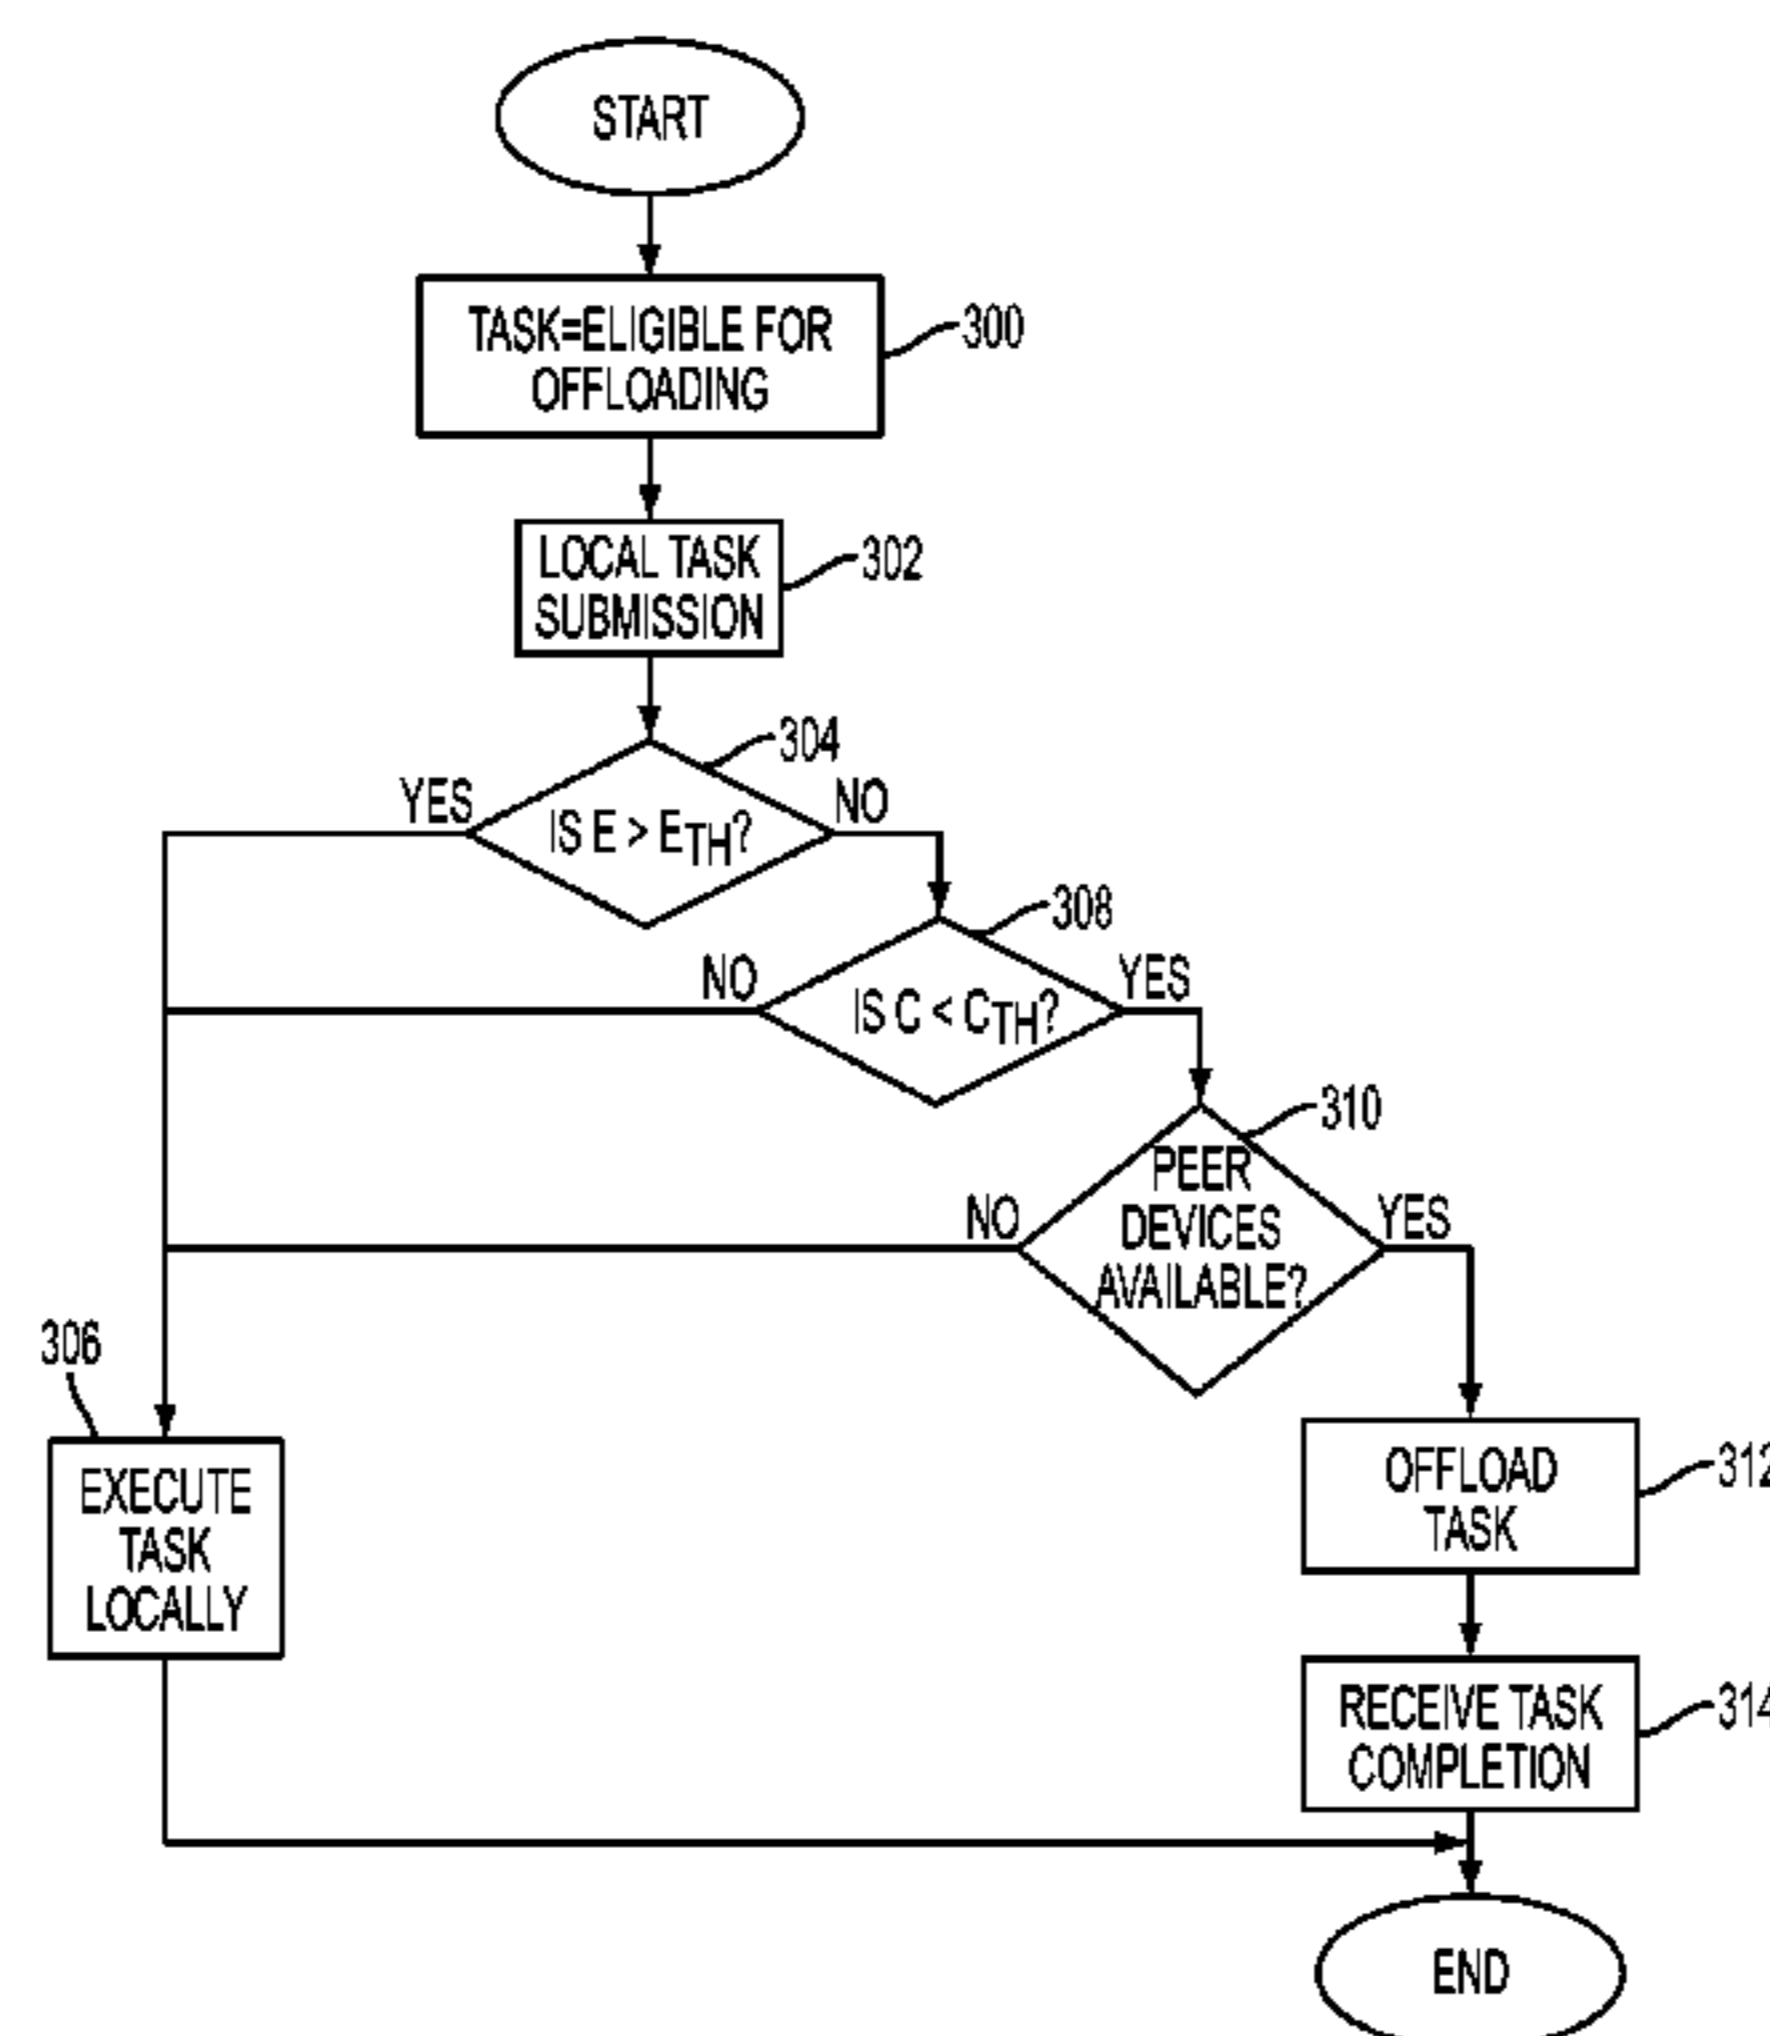 START
TASK=ELIGIBLE FOR
OFFLOADING
300
LOCAL TASK
SUBMISSION
302
304
YES
NO
IS E > ETH?
308
NO
YES
IS C < CTH?
310
PEER
DEVICES
AVAILABLE?
NO
YES
306
EXECUTE
TASK
LOCALLY
OFFLOAD
TASK
312
RECEIVE TASK
COMPLETION
314
END